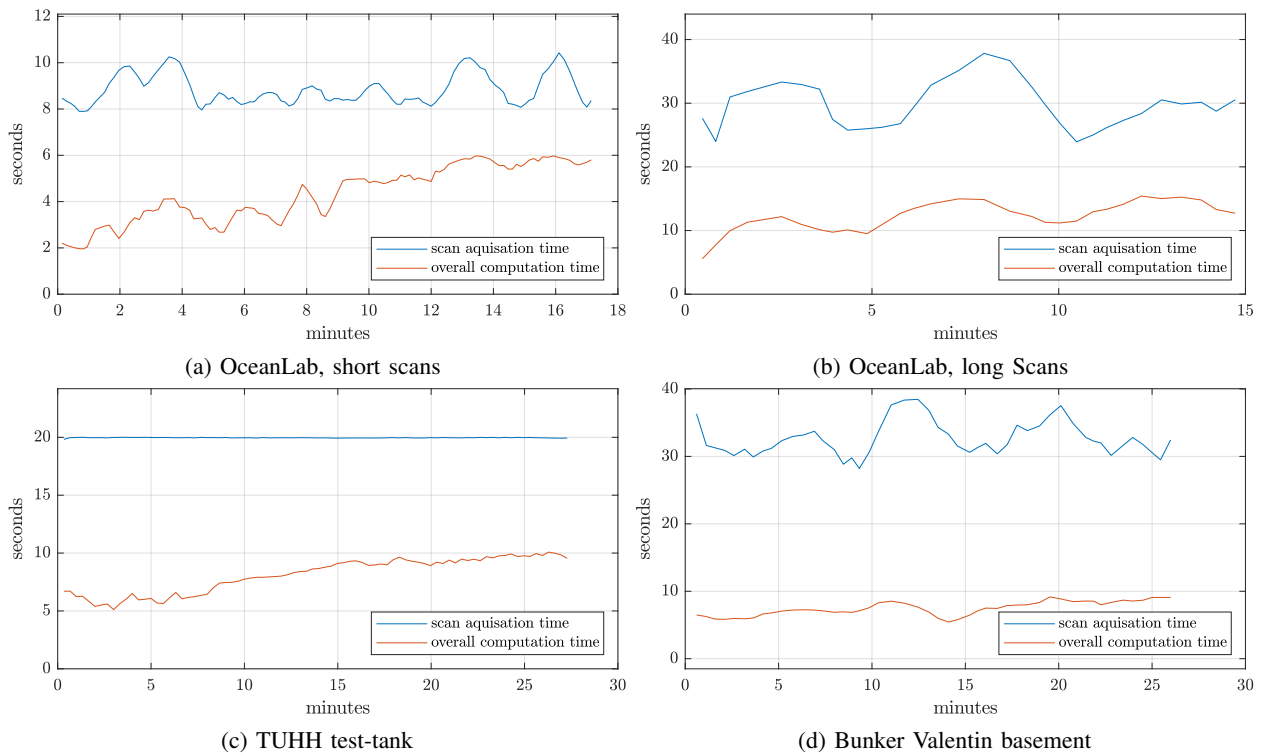 12
10
8
6
4
2
0
seconds
0 2 4 6 8 10 12 14 16 18
minutes
scan aquisation time
overall computation time
(a) OceanLab, short scans
40
30
20
10
0
seconds
0 5 10 15
minutes
scan aquisation time
overall computation time
(b) OceanLab, long Scans
20
15
10
5
0
seconds
0 5 10 15 20 25 30
minutes
scan aquisation time
overall computation time
(c) TUHH test-tank
40
30
20
10
0
seconds
0 5 10 15 20 25 30
minutes
scan aquisation time
overall computation time
(d) Bunker Valentin basement